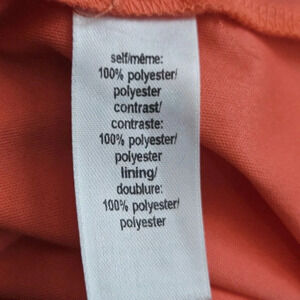 self/même:
100% polyester/
polyester
contrast/
contraste:
100% polyester/
polyester
lining/
doublure:
100% polyester/
polyester